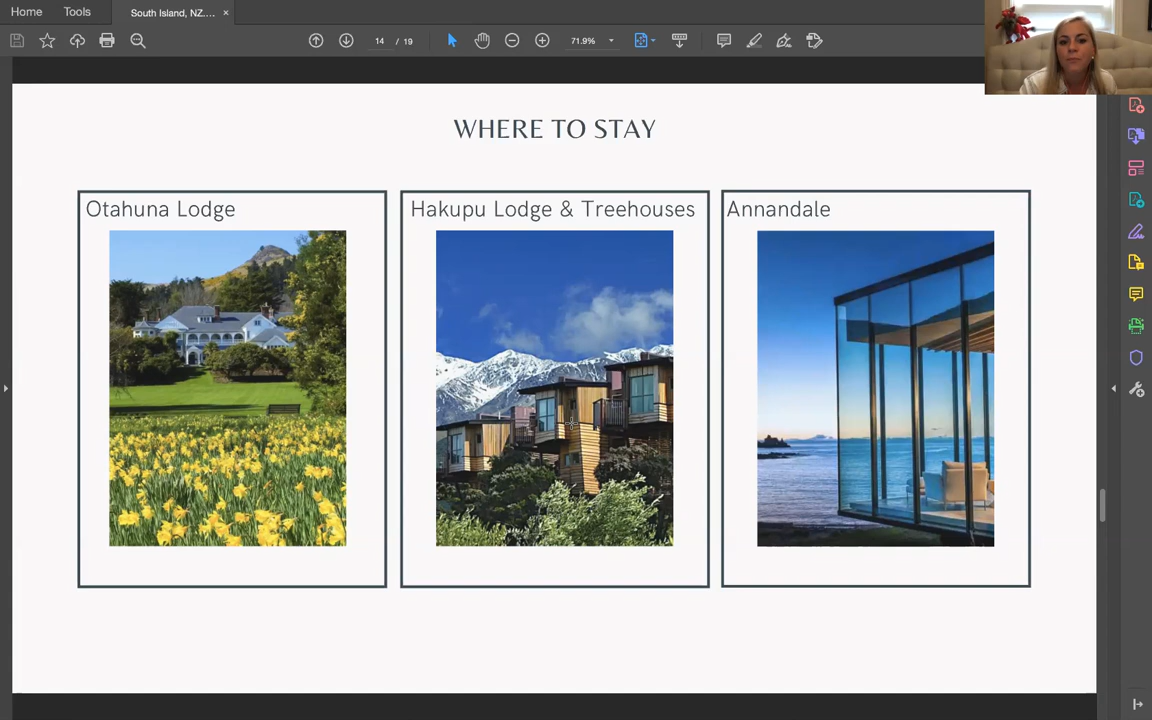 Home
Tools
South Island, NZ....
×
14 / 19
71.9%
WHERE TO STAY
Otahuna Lodge
Hakupu Lodge & Treehouses
Annandale